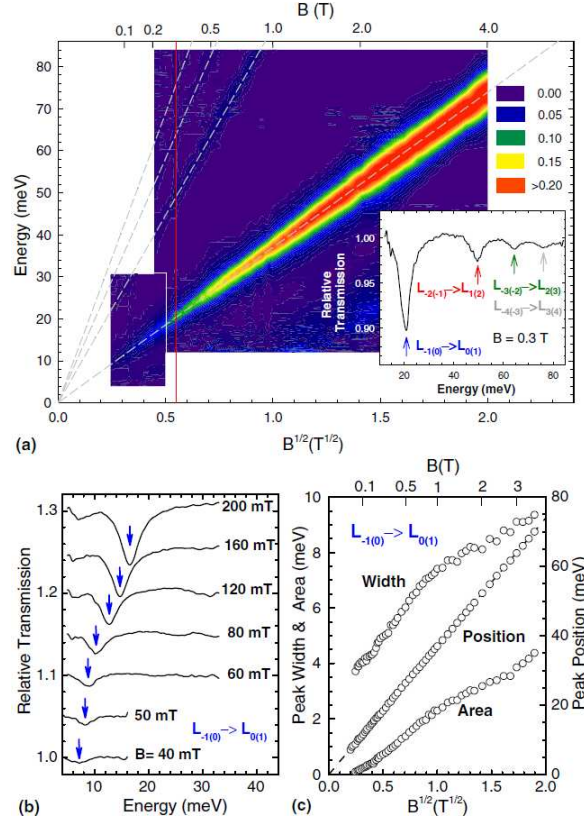 B (T)
0.1 0.2 0.5 1.0 2.0 4.0
80
70
60
50
40
30
20
10
0
Energy (meV)
0.00
0.05
0.10
0.15
>0.20
1.00
0.95
0.90
Relative
Transmission
L-2(-1)->L1(2)
L-3(-2)->L2(3)
L-4(-3)->L3(4)
B = 0.3 T
L-1(0)->L0(1)
20 40 60 80
Energy (meV)
0.0 0.5 1.0 1.5 2.0
(a)
B1/2(T1/2)
1.3
1.2
1.1
1.0
Relative Transmission
200 mT
160 mT
120 mT
80 mT
60 mT
50 mT
L-1(0)->L0(1)
B= 40 mT
10 20 30 40
(b)
Energy (meV)
B(T)
0.1 0.5 1 2 3
10
8
6
4
2
0
Peak Width & Area (meV)
L-1(0)->L0(1)
Width
Position
Area
80
60
40
20
0
Peak Position (meV)
0.0 0.5 1.0 1.5 2.0
(c)
B1/2(T1/2)